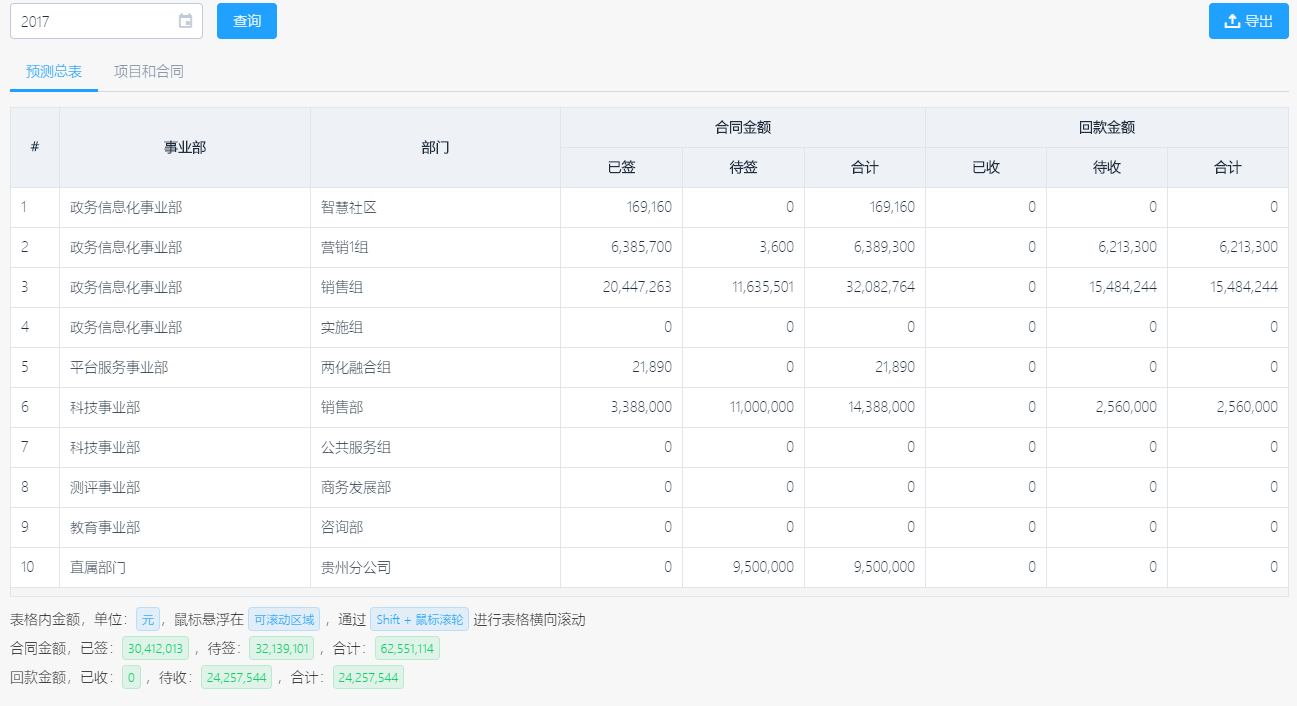 2017 查询 导出
预测总表 项目和合同
# 事业部 部门 合同金额 回款金额
已签 待签 合计 已收 待收 合计
1 政务信息化事业部 智慧社区 169,160 0 169,160 0 0 0
2 政务信息化事业部 营销1组 6,385,700 3,600 6,389,300 0 6,213,300 6,213,300
3 政务信息化事业部 销售组 20,447,263 11,635,501 32,082,764 0 15,484,244 15,484,244
4 政务信息化事业部 实施组 0 0 0 0 0 0
5 平台服务事业部 两化融合组 21,890 0 21,890 0 0 0
6 科技事业部 销售部 3,388,000 11,000,000 14,388,000 0 2,560,000 2,560,000
7 科技事业部 公共服务组 0 0 0 0 0 0
8 测评事业部 商务发展部 0 0 0 0 0 0
9 教育事业部 咨询部 0 0 0 0 0 0
10 直属部门 贵州分公司 0 9,500,000 9,500,000 0 0 0
表格内金额，单位：元，鼠标悬浮在 可滚动区域 ，通过 Shift + 鼠标滚轮 进行表格横向滚动
合同金额，已签：30,412,013 ，待签：32,139,101 ，合计：62,551,114
回款金额，已收：0 ，待收：24,257,544 ，合计：24,257,544